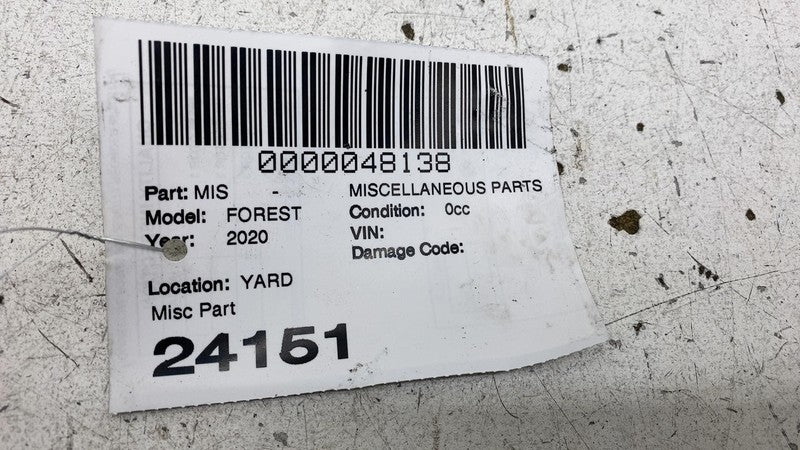 0000048138
Part: MIS - MISCELLANEOUS PARTS
Model: FOREST Condition: 0cc
Year: 2020 VIN:
Damage Code:
Location: YARD
Misc Part
24151